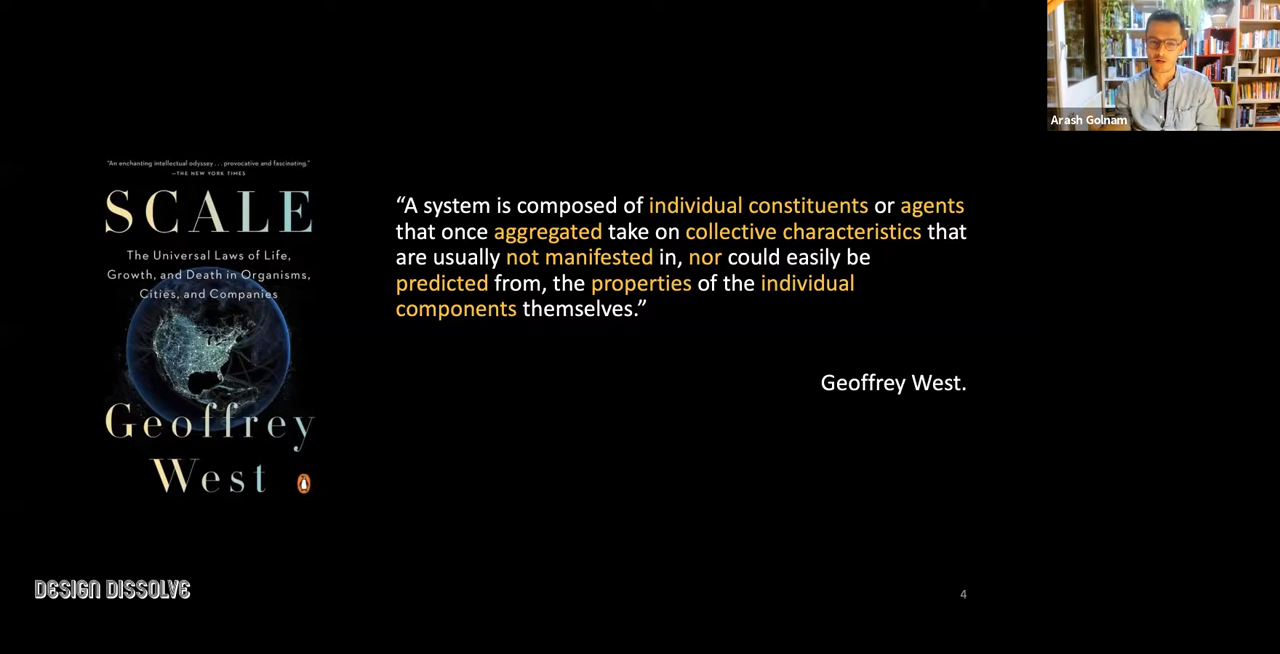 Arash Golnam
"An enchanting intellectual odyssey . . . provocative and fascinating."
—THE NEW YORK TIMES
SCALE
The Universal Laws of Life,
Growth, and Death in Organisms,
Cities, and Companies
Geoffrey
West
“A system is composed of individual constituents or agents
that once aggregated take on collective characteristics that
are usually not manifested in, nor could easily be
predicted from, the properties of the individual
components themselves.”
Geoffrey West.
DESIGN DISSOLVE
4